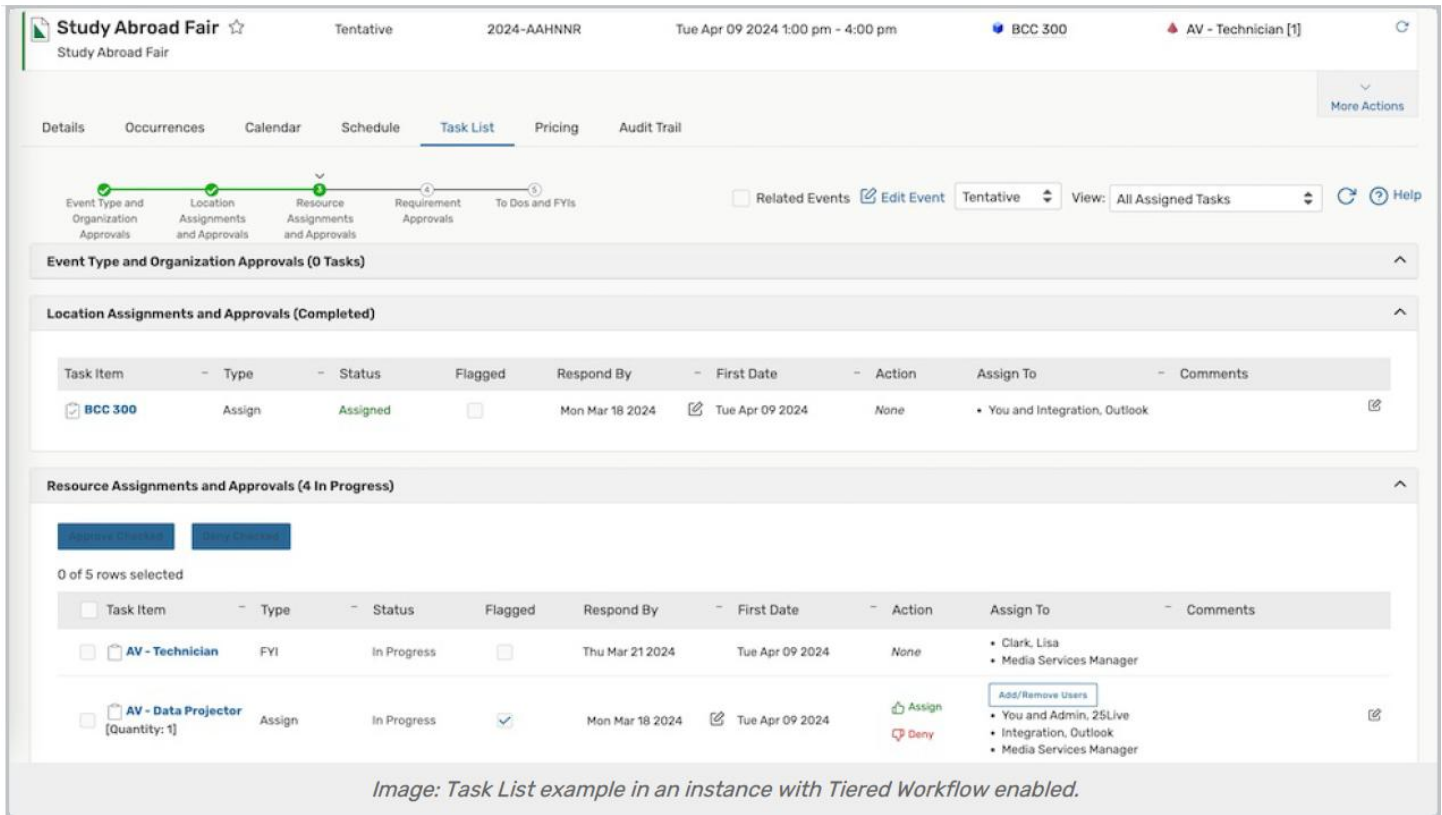 Study Abroad Fair Tentative 2024-AAHNNR Tue Apr 09 2024 1:00 pm - 4:00 pm BCC 300 AV - Technician [1]
Study Abroad Fair
More Actions
Details Occurrences Calendar Schedule Task List Pricing Audit Trail
3 4 5
Event Type and Organization Approvals
Location Assignments and Approvals
Resource Assignments and Approvals
Requirement Approvals
To Dos and FYIs
Related Events Edit Event Tentative View: All Assigned Tasks Help
Event Type and Organization Approvals (0 Tasks)
Location Assignments and Approvals (Completed)
Task Item - Type - Status Flagged Respond By - First Date - Action Assign To - Comments
BCC 300 Assign Assigned Mon Mar 18 2024 Tue Apr 09 2024 None • You and Integration, Outlook
Resource Assignments and Approvals (4 In Progress)
Approve Checked Deny Checked
0 of 5 rows selected
Task Item - Type - Status Flagged Respond By - First Date - Action Assign To - Comments
AV - Technician FYI In Progress Thu Mar 21 2024 Tue Apr 09 2024 None • Clark, Lisa
• Media Services Manager
Add/Remove Users
AV - Data Projector Assign In Progress Mon Mar 18 2024 Tue Apr 09 2024 Assign • You and Admin, 25Live
[Quantity: 1] Deny • Integration, Outlook
• Media Services Manager
Image: Task List example in an instance with Tiered Workflow enabled.